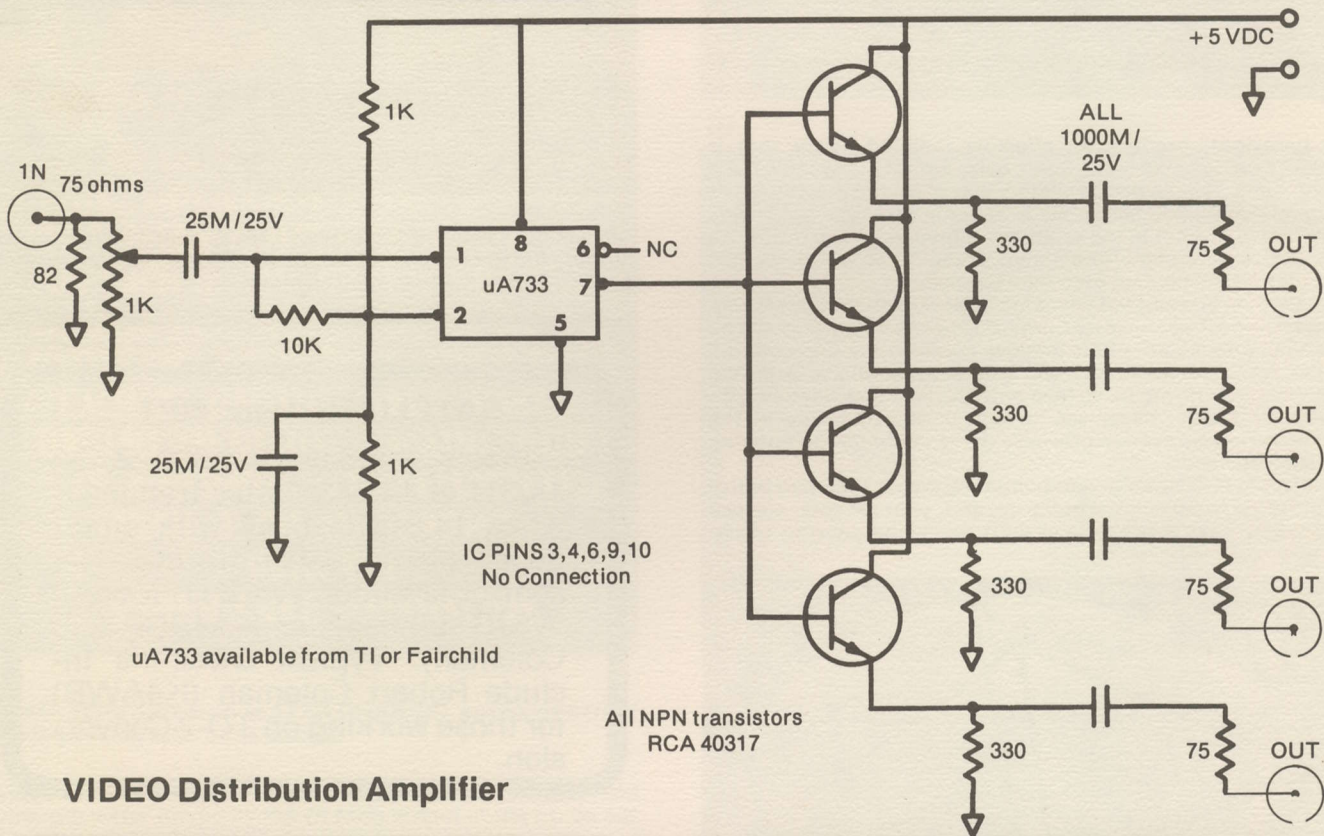 + 5 VDC
1K
ALL
1000M/
25V
1N
75 ohms
25M/25V
82
1K
10K
1
2
8
uA733
5
6
7
NC
330
75
OUT
330
75
OUT
25M/25V
1K
IC PINS 3,4,6,9,10
No Connection
330
75
OUT
uA733 available from TI or Fairchild
All NPN transistors
RCA 40317
330
75
OUT
VIDEO Distribution Amplifier